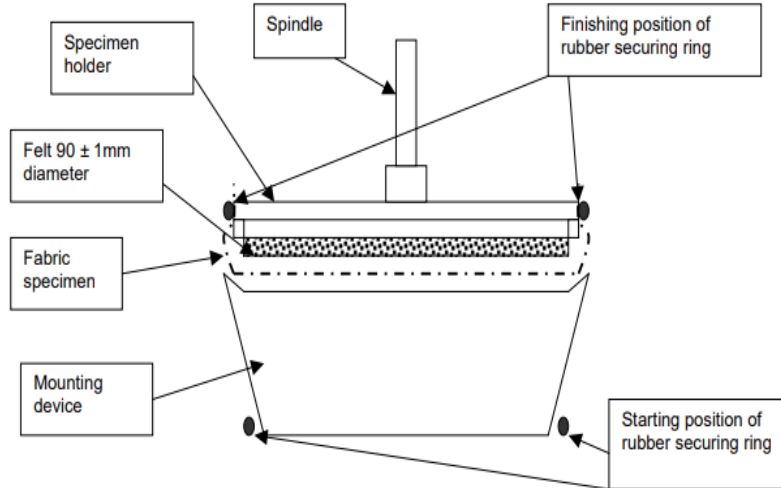 Spindle
Finishing position of
rubber securing ring
Specimen
holder
Felt 90 ± 1mm
diameter
Fabric
specimen
Mounting
device
Starting position of
rubber securing ring